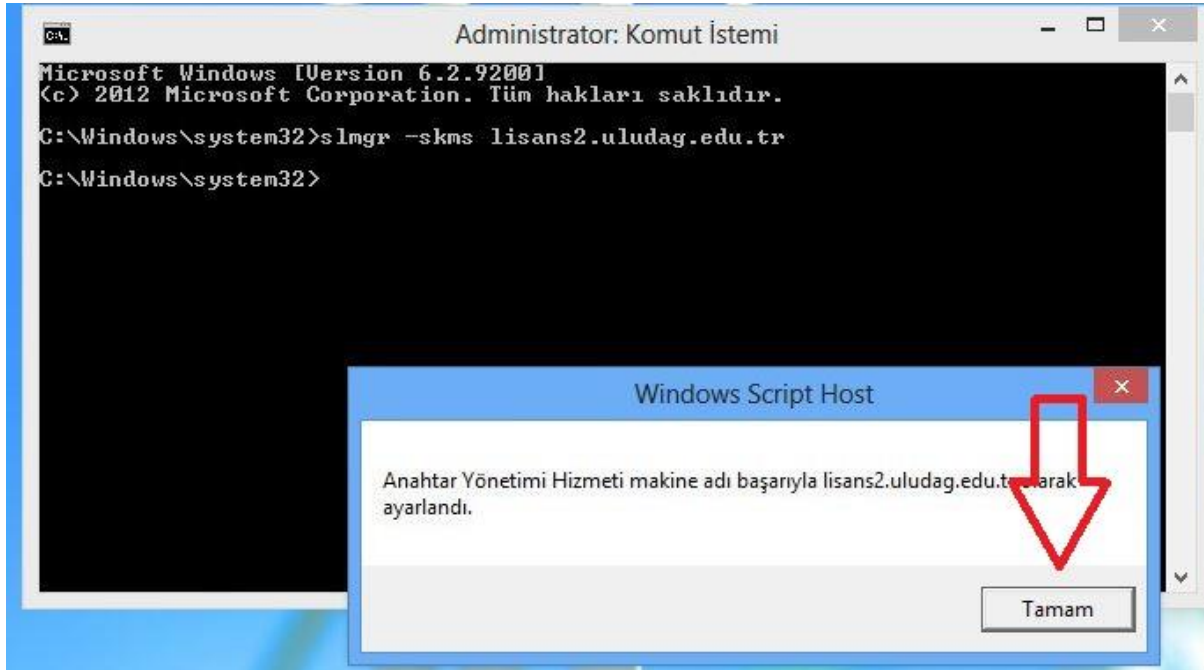 Administrator: Komut İstemi
Microsoft Windows [Version 6.2.9200]
(c) 2012 Microsoft Corporation. Tüm hakları saklıdır.
C:\Windows\system32>slmgr -skms lisans2.uludag.edu.tr
C:\Windows\system32>
Windows Script Host
Anahtar Yönetimi Hizmeti makine adı başarıyla lisans2.uludag.edu.tr olarak
ayarlandı.
Tamam